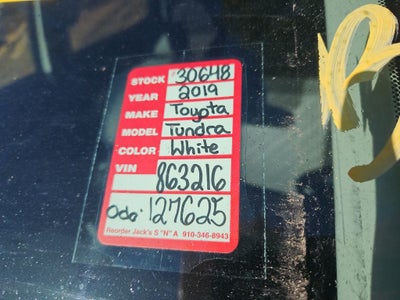 STOCK 30648
YEAR 2019
MAKE Toyota
MODEL Tundra
COLOR White
VIN 863216
Odo. 127625
Reorder Jack's S "N" A 910-346-8943